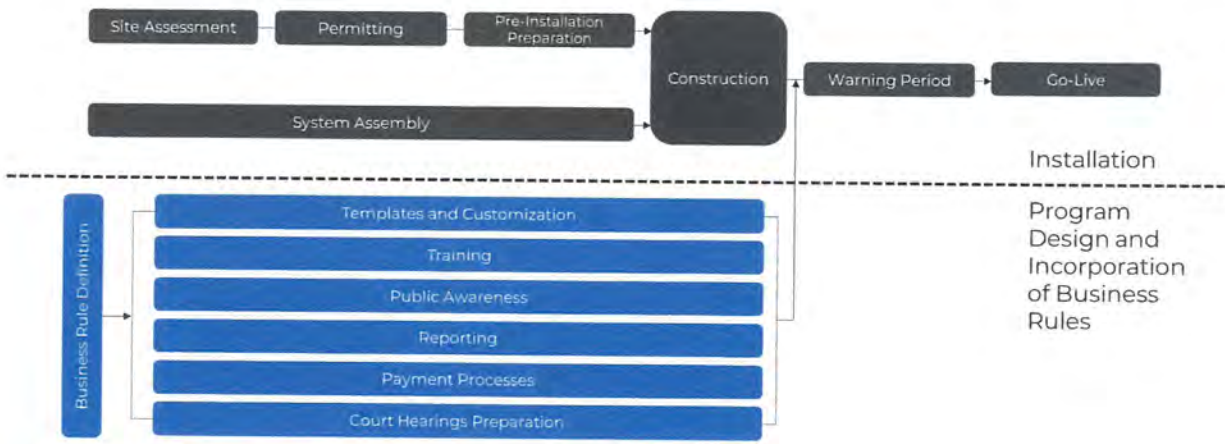 Site Assessment
Permitting
Pre-Installation
Preparation
Construction
Warning Period
Go-Live
System Assembly
Installation
Business Rule Definition
Templates and Customization
Training
Public Awareness
Reporting
Payment Processes
Court Hearings Preparation
Program
Design and
Incorporation
of Business
Rules